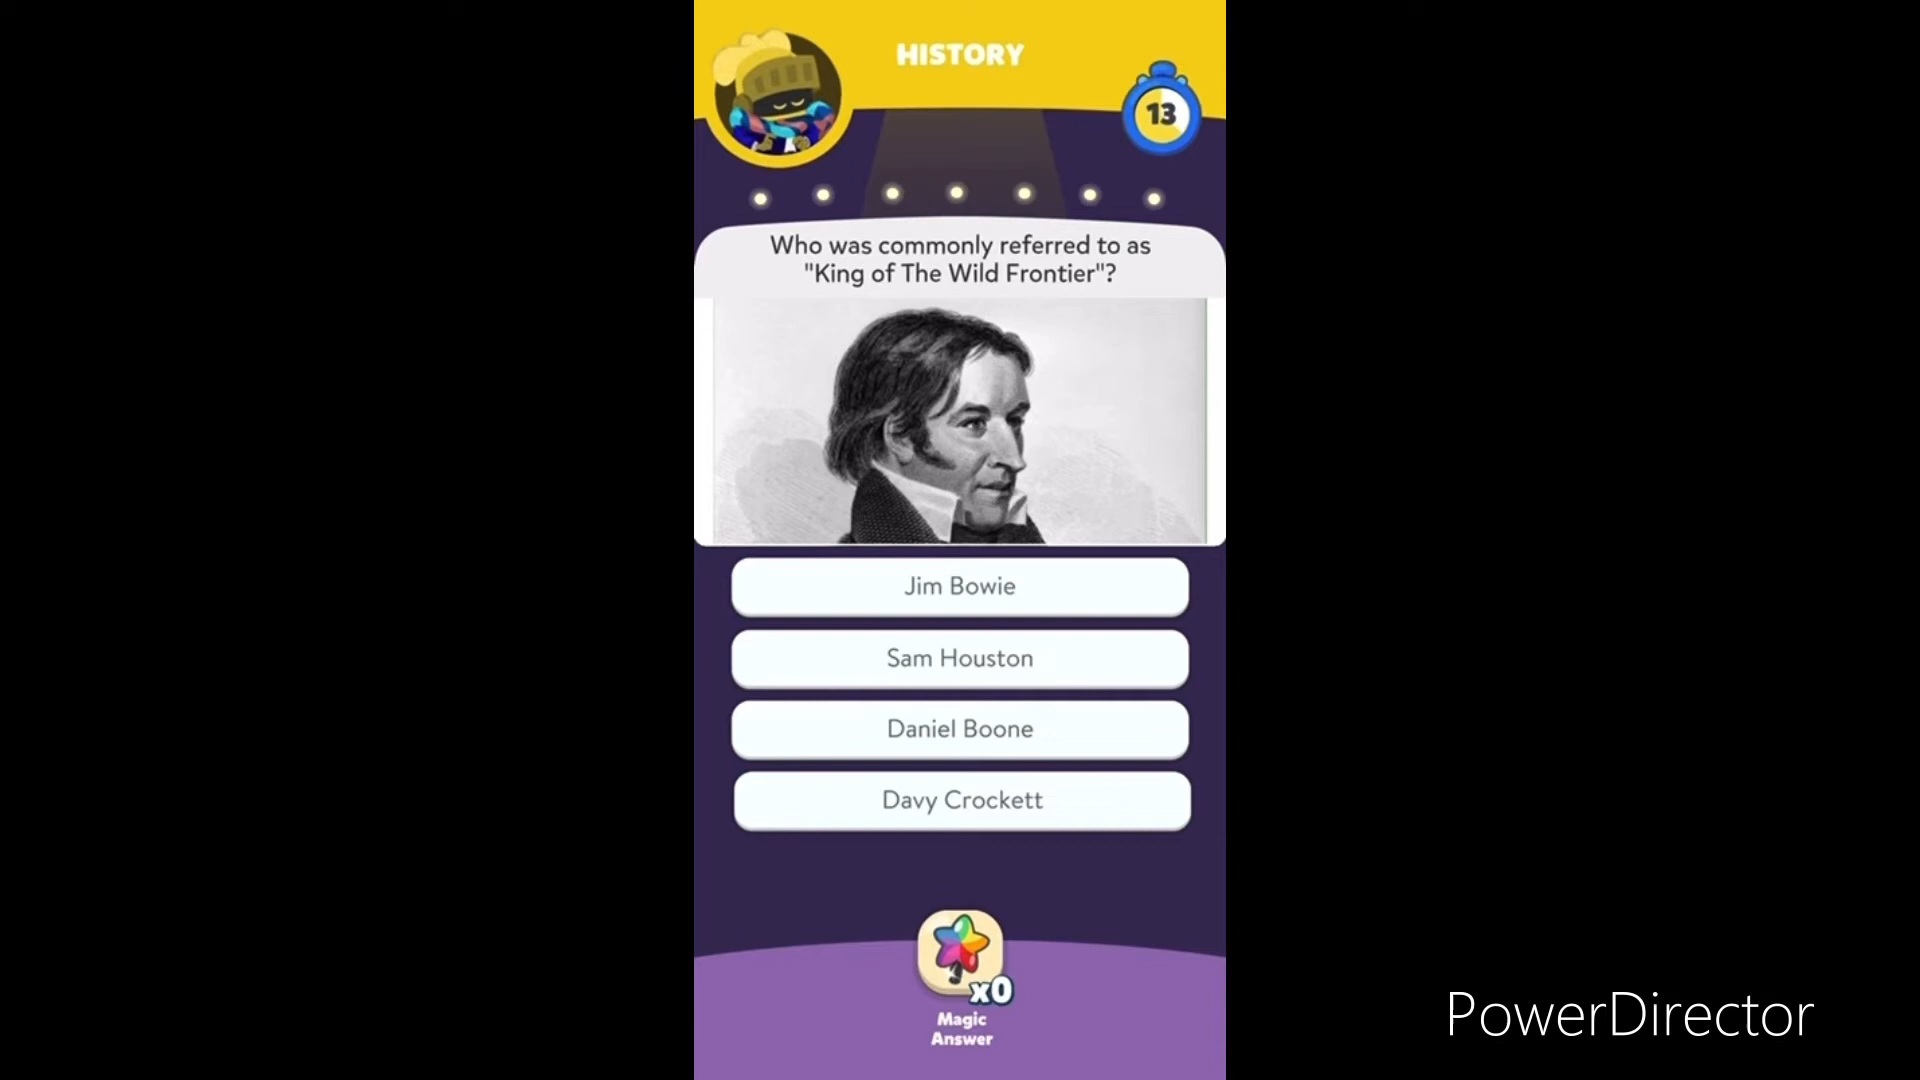 HISTORY
13
Who was commonly referred to as
"King of The Wild Frontier"?
Jim Bowie
Sam Houston
Daniel Boone
Davy Crockett
x0
Magic
Answer
PowerDirector